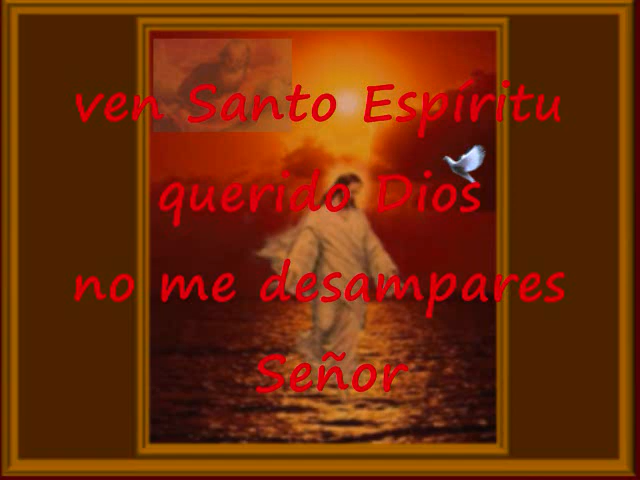 ven Santo Espíritu
querido Dios
no me desampares
Señor